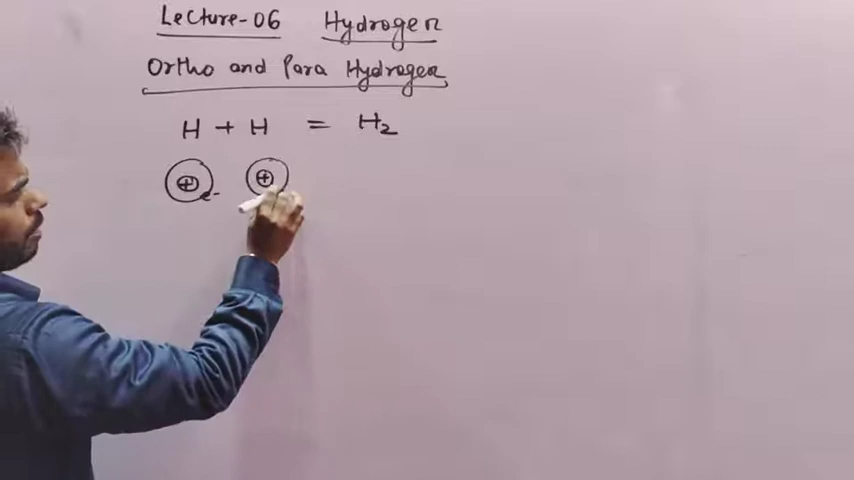 Lecture-06 Hydrogen
Ortho and Para Hydrogen
H + H = H₂
+ e- +